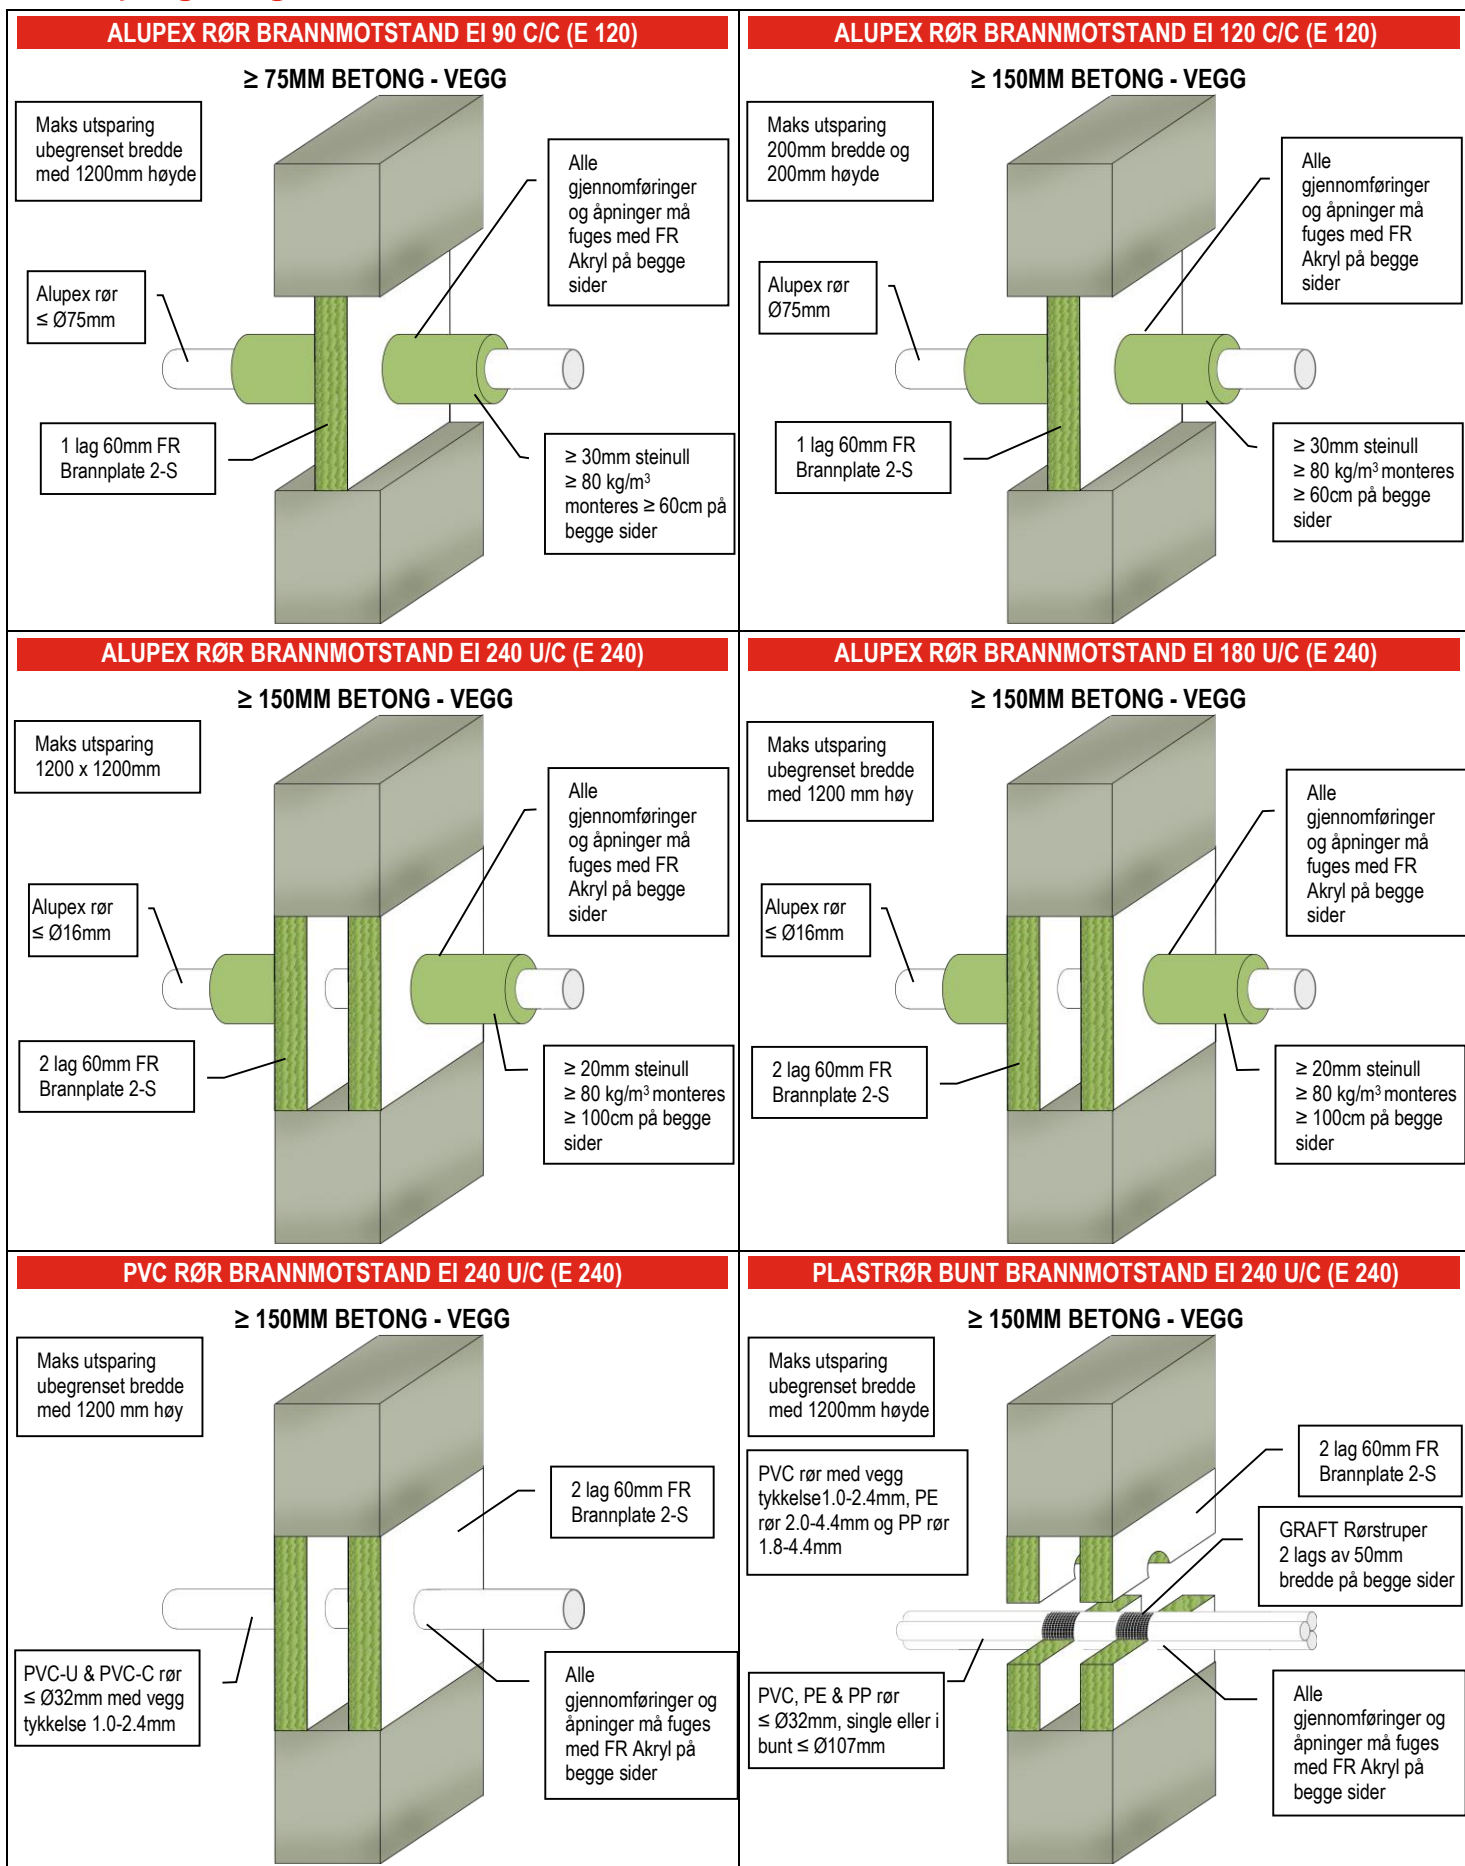 ALUPEX RØR BRANNMOTSTAND EI 90 C/C (E 120)
≥ 75MM BETONG - VEGG
Maks utsparing
ubegrenset bredde
med 1200mm høyde
Alle
gjennomføringer
og åpninger må
fuges med FR
Akryl på begge
sider
Alupex rør
≤ Ø75mm
1 lag 60mm FR
Brannplate 2-S
≥ 30mm steinull
≥ 80 kg/m³
monteres ≥ 60cm på
begge sider
ALUPEX RØR BRANNMOTSTAND EI 120 C/C (E 120)
≥ 150MM BETONG - VEGG
Maks utsparing
200mm bredde og
200mm høyde
Alle
gjennomføringer
og åpninger må
fuges med FR
Akryl på begge
sider
Alupex rør
Ø75mm
1 lag 60mm FR
Brannplate 2-S
≥ 30mm steinull
≥ 80 kg/m³ monteres
≥ 60cm på begge
sider
ALUPEX RØR BRANNMOTSTAND EI 240 U/C (E 240)
≥ 150MM BETONG - VEGG
Maks utsparing
1200 x 1200mm
Alle
gjennomføringer
og åpninger må
fuges med FR
Akryl på begge
sider
Alupex rør
≤ Ø16mm
2 lag 60mm FR
Brannplate 2-S
≥ 20mm steinull
≥ 80 kg/m³ monteres
≥ 100cm på begge
sider
ALUPEX RØR BRANNMOTSTAND EI 180 U/C (E 240)
≥ 150MM BETONG - VEGG
Maks utsparing
ubegrenset bredde
med 1200 mm høy
Alle
gjennomføringer
og åpninger må
fuges med FR
Akryl på begge
sider
Alupex rør
≤ Ø16mm
2 lag 60mm FR
Brannplate 2-S
≥ 20mm steinull
≥ 80 kg/m³ monteres
≥ 100cm på begge
sider
PVC RØR BRANNMOTSTAND EI 240 U/C (E 240)
≥ 150MM BETONG - VEGG
Maks utsparing
ubegrenset bredde
med 1200 mm høy
2 lag 60mm FR
Brannplate 2-S
PVC-U & PVC-C rør
≤ Ø32mm med vegg
tykkelse 1.0-2.4mm
Alle
gjennomføringer og
åpninger må fuges
med FR Akryl på
begge sider
PLASTRØR BUNT BRANNMOTSTAND EI 240 U/C (E 240)
≥ 150MM BETONG - VEGG
Maks utsparing
ubegrenset bredde
med 1200mm høyde
PVC rør med vegg
tykkelse1.0-2.4mm, PE
rør 2.0-4.4mm og PP rør
1.8-4.4mm
2 lag 60mm FR
Brannplate 2-S
GRAFT Rørstruper
2 lags av 50mm
bredde på begge sider
PVC, PE & PP rør
≤ Ø32mm, single eller i
bunt ≤ Ø107mm
Alle
gjennomføringer og
åpninger må fuges
med FR Akryl på
begge sider